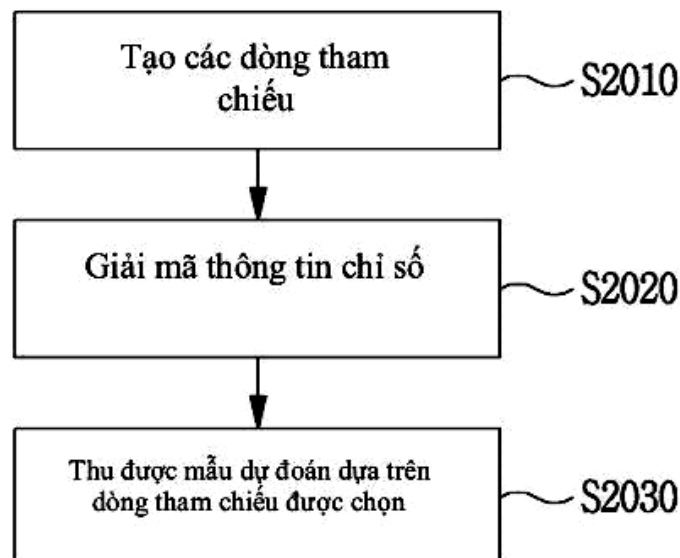 Tạo các dòng tham
chiếu
S2010
Giải mã thông tin chỉ số
S2020
Thu được mẫu dự đoán dựa trên
dòng tham chiếu được chọn
S2030